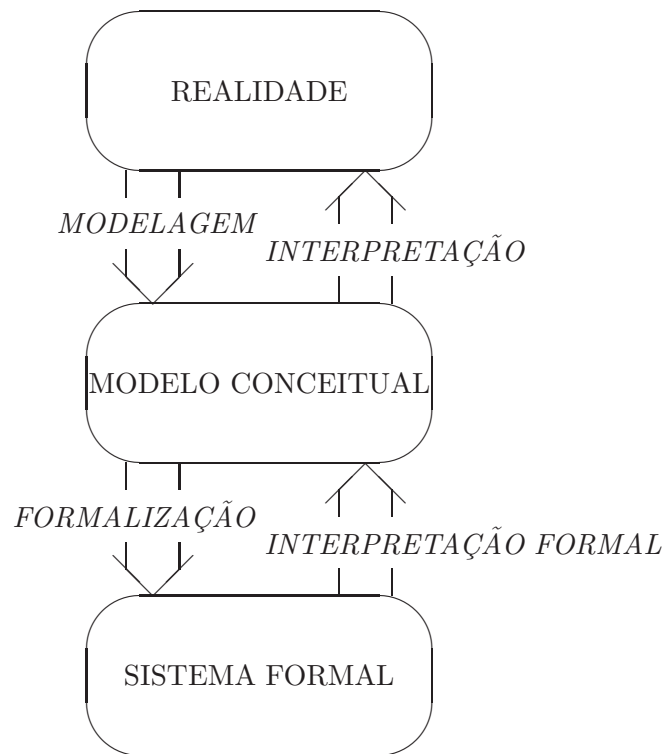 REALIDADE
MODELAGEM
INTERPRETAÇÃO
MODELO CONCEITUAL
FORMALIZAÇÃO
INTERPRETAÇÃO FORMAL
SISTEMA FORMAL